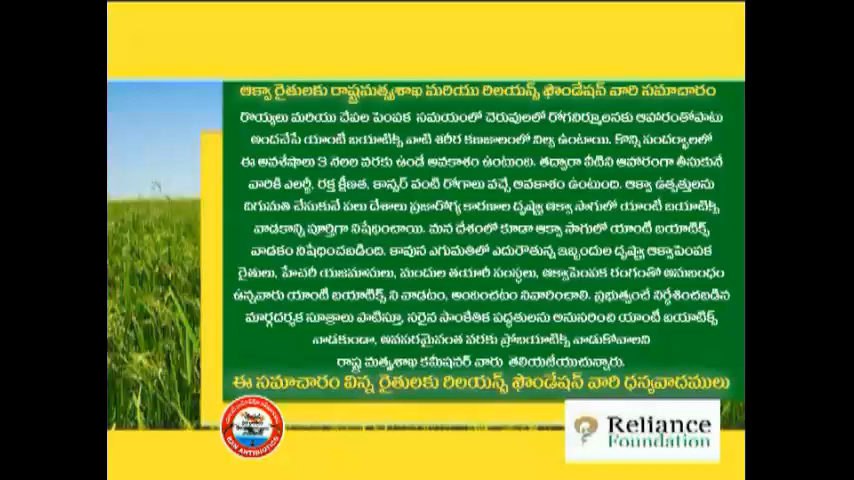 ఆక్వా రైతులకు రాష్ట్రమత్స్యశాఖ మరియు రిలయన్స్ ఫౌండేషన్ వారి సమాచారం
రొయ్యలు మరియు చేపల పెంపక సమయంలో చెరువులలో రోగనిర్మూలనకు ఆహారంతోపాటు
అందచేసే యాంటీ బయాటిక్స్ వాటి శరీర కణజాలంలో నిల్వ ఉంటాయి. కొన్ని సందర్భాలలో
ఈ అవశేషాలు 3 నెలల వరకు ఉండే అవకాశం ఉంటుంది. తద్వారా వీటిని ఆహారంగా తీసుకునే
వారికి ఎలర్జీ, రక్త క్షీణత, కాన్సర్ వంటి రోగాలు వచ్చే అవకాశం ఉంటుంది. ఆక్వా ఉత్పత్తులను
దిగుమతి చేసుకునే పలు దేశాలు ప్రజారోగ్య కారణాల దృష్ట్యా ఆక్వా సాగులో యాంటీ బయాటిక్స్
వాడకాన్ని పూర్తిగా నిషేధించాయి. మన దేశంలో కూడా ఆక్వా సాగులో యాంటీ బయాటిక్స్
వాడకం నిషేధించబడింది. కావున ఎగుమతిలో ఎదురౌతున్న ఇబ్బందుల దృష్ట్యా ఆక్వాపెంపక
రైతులు, హేచరీ యజమానులు, మందుల తయారీ సంస్థలు, ఆక్వాపెంపక రంగంతో అనుబంధం
ఉన్నవారు యాంటీ బయాటిక్స్ ని వాడటం, అంమ్మటం నివారించాలి. ప్రభుత్వంచే నిర్ధేశించబడిన
మార్గదర్శక సూత్రాలు పాటిస్తూ, సరైన సాంకేతిక పద్ధతులను అనుసరించి యాంటీ బయాటిక్స్
వాడకుండా, అవసరమైనంత వరకు ప్రోబయాటిక్స్ వాడుకోవాలని
రాష్ట్ర మత్స్యశాఖ కమీషనర్ వారు తెలియజేయుచున్నారు.
ఈ సమాచారం విన్న రైతులకు రిలయన్స్ ఫౌండేషన్ వారి ధన్యవాదములు
BAN ANTIBIOTICS
Reliance
Foundation